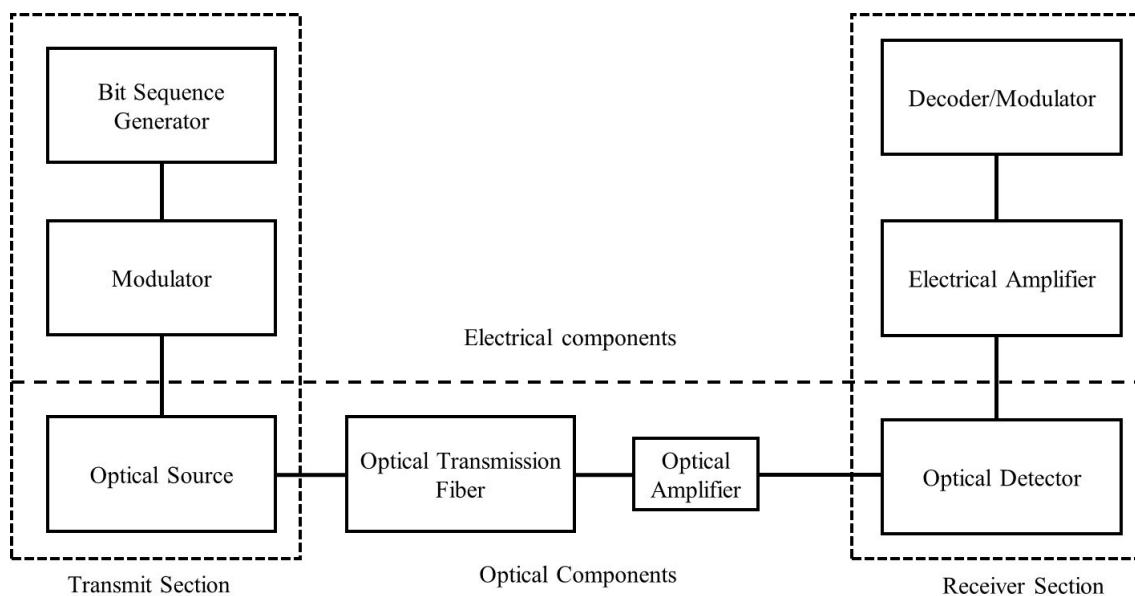 Bit Sequence
Generator
Decoder/Modulator
Modulator
Electrical Amplifier
Electrical components
Optical Source
Optical Transmission
Fiber
Optical
Amplifier
Optical Detector
Transmit Section
Optical Components
Receiver Section